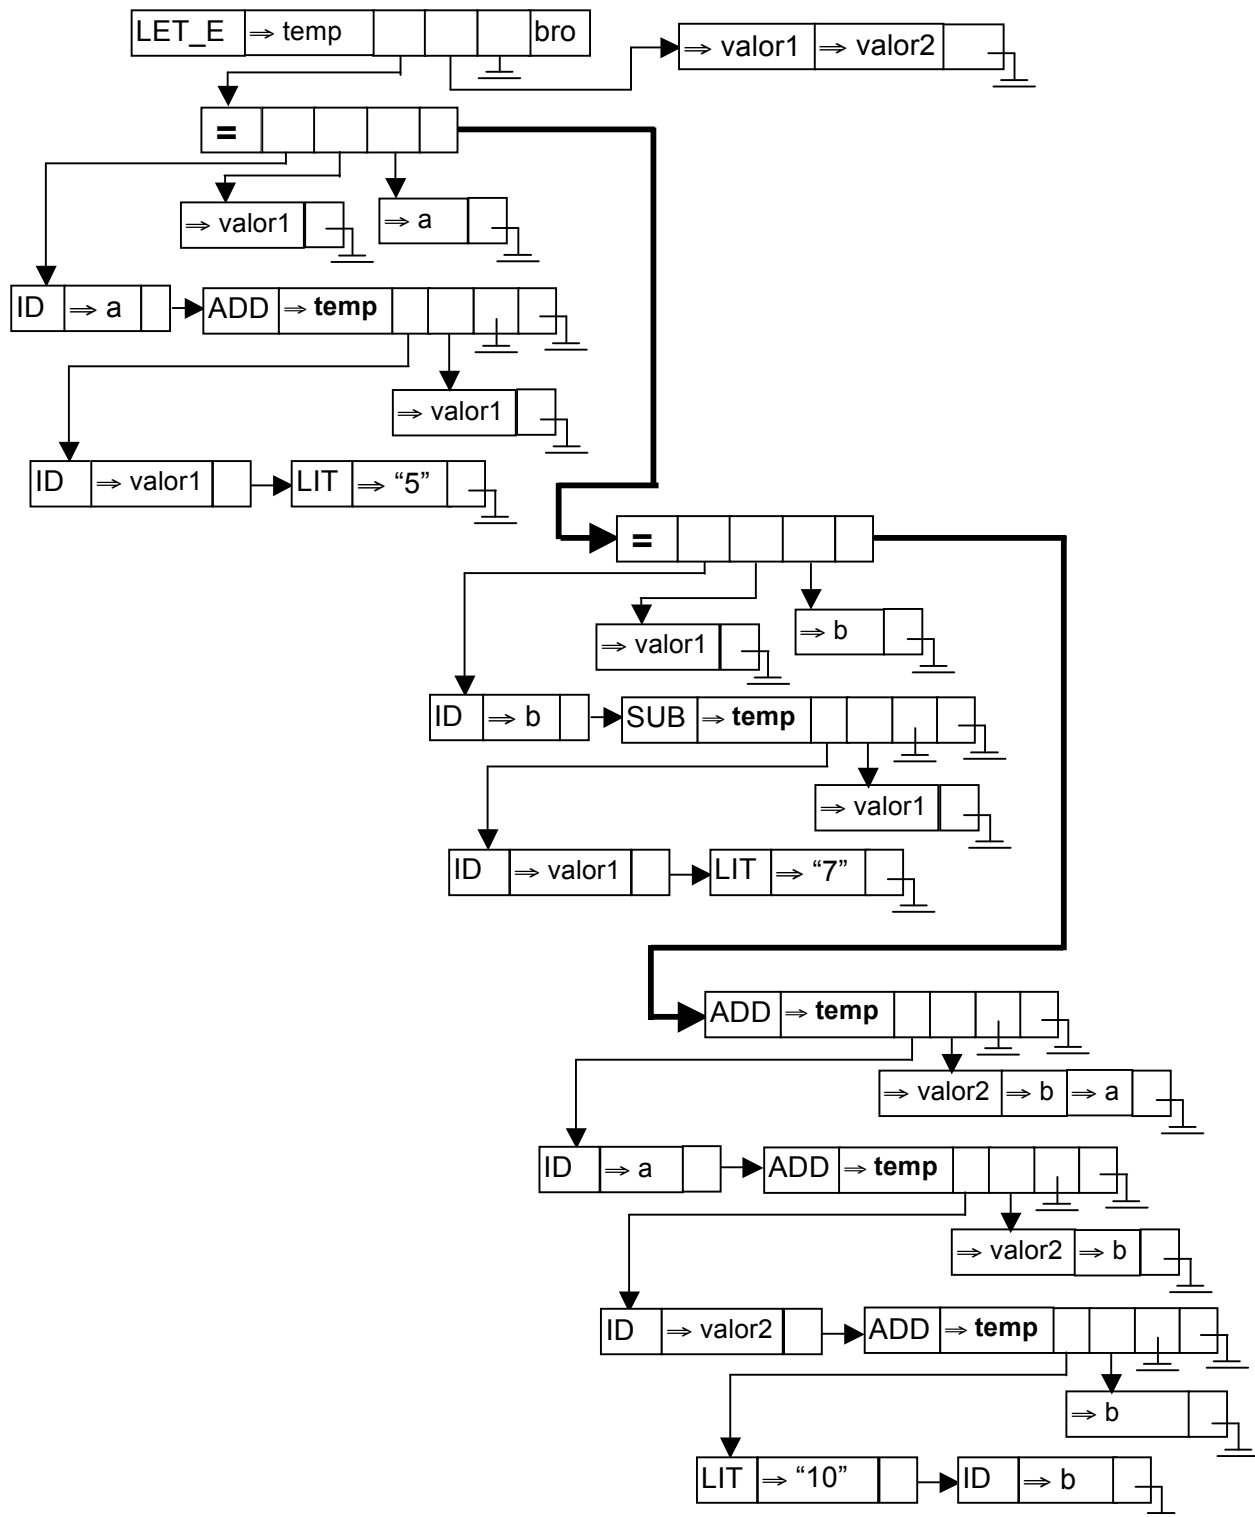 LET_E ⇒ temp bro ⇒ valor1 ⇒ valor2
=
⇒ valor1 ⇒ a
ID ⇒ a ADD ⇒ temp
⇒ valor1
ID ⇒ valor1 LIT ⇒ “5”
=
⇒ valor1 ⇒ b
ID ⇒ b SUB ⇒ temp
⇒ valor1
ID ⇒ valor1 LIT ⇒ “7”
ADD ⇒ temp
⇒ valor2 ⇒ b ⇒ a
ID ⇒ a ADD ⇒ temp
⇒ valor2 ⇒ b
ID ⇒ valor2 ADD ⇒ temp
⇒ b
LIT ⇒ “10” ID ⇒ b